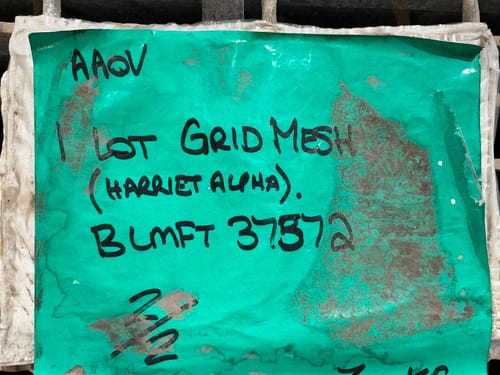 AAOV
1 LOT GRID MESH
(HARRIET ALPHA).
BLMFT 37572
2/2